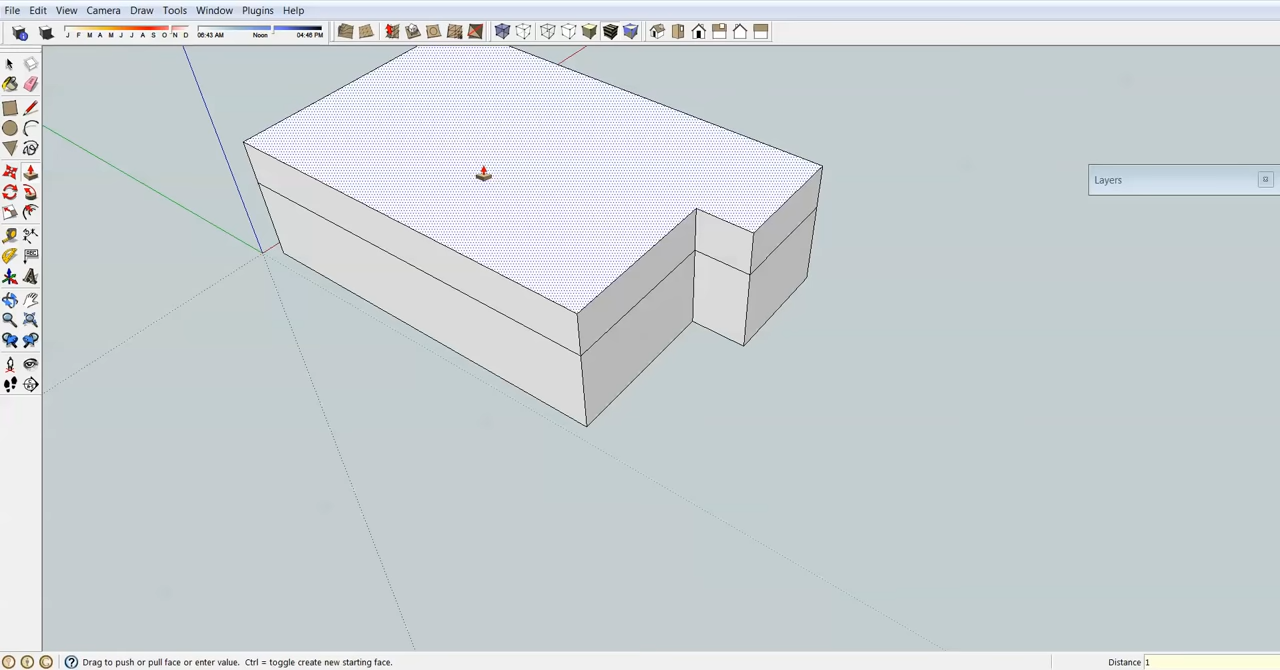 File Edit View Camera Draw Tools Window Plugins Help
J F M A M J J A S O N D 06:43 AM Noon 04:46 PM
Layers
Drag to push or pull face or enter value. Ctrl = toggle create new starting face. Distance 1